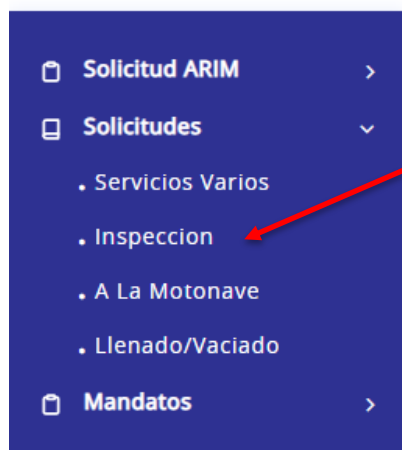 Solicitud ARIM
Solicitudes
Servicios Varios
Inspeccion
A La Motonave
Llenado/Vaciado
Mandatos